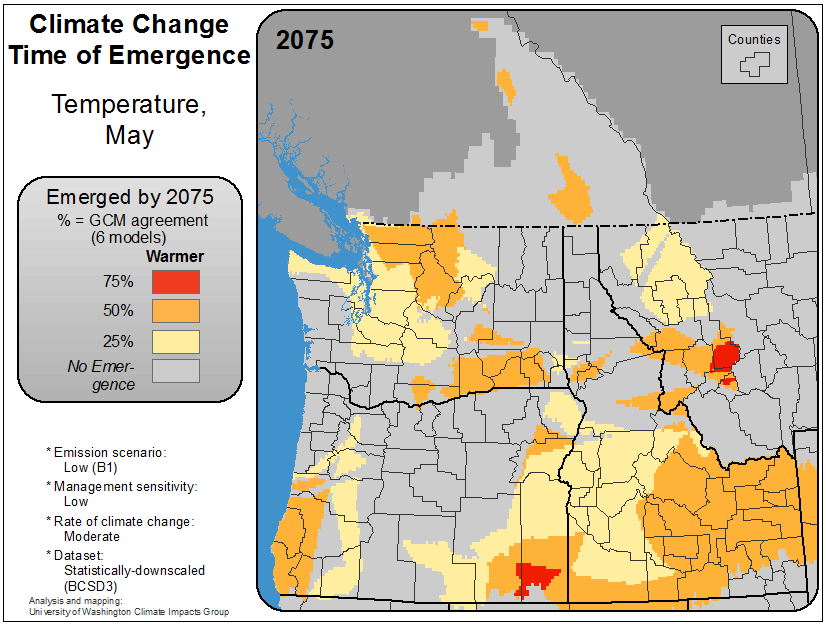 Climate Change
Time of Emergence
Temperature,
May
Emerged by 2075
% = GCM agreement
(6 models)
Warmer
75%
50%
25%
No Emer-
gence
* Emission scenario:
Low (B1)
* Management sensitivity:
Low
* Rate of climate change:
Moderate
* Dataset:
Statistically-downscaled
(BCSD3)
Analysis and mapping:
University of Washington Climate Impacts Group
2075
Counties